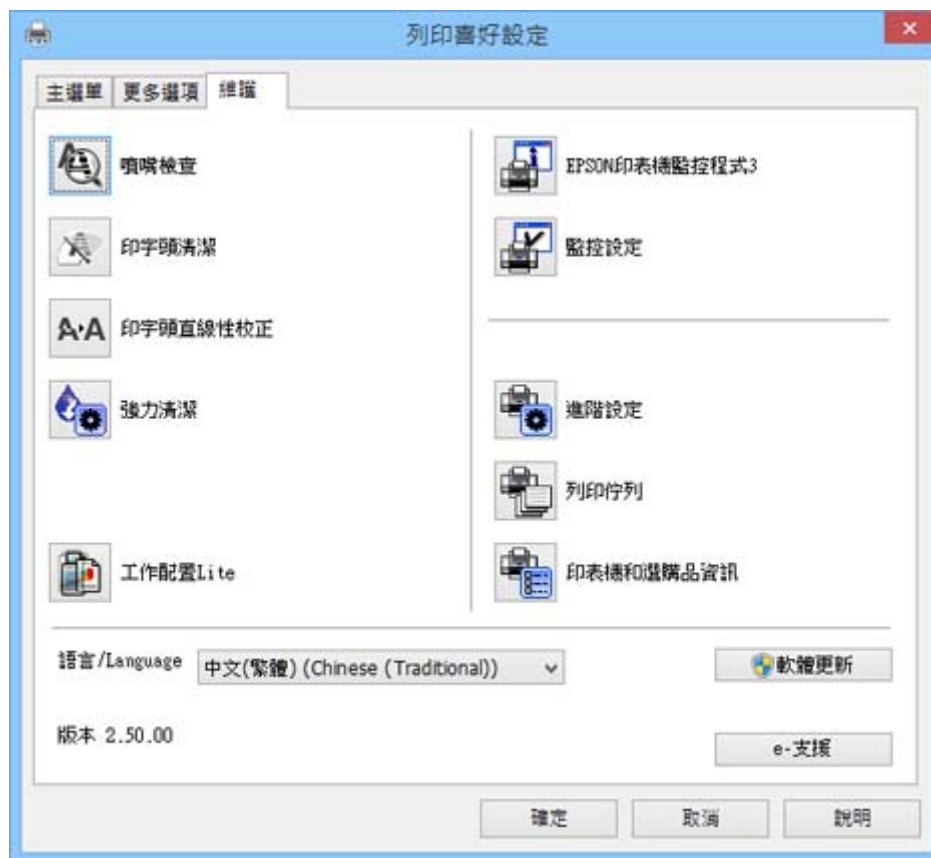 列印喜好設定
主選單 更多選項 維護
噴嘴檢查
印字頭清潔
印字頭直線性校正
強力清潔
工作配置Lite
EPSON印表機監控程式3
監控設定
進階設定
列印佇列
印表機和選購品資訊
語言/Language 中文(繁體) (Chinese (Traditional))
軟體更新
版本 2.50.00
e-支援
確定 取消 說明